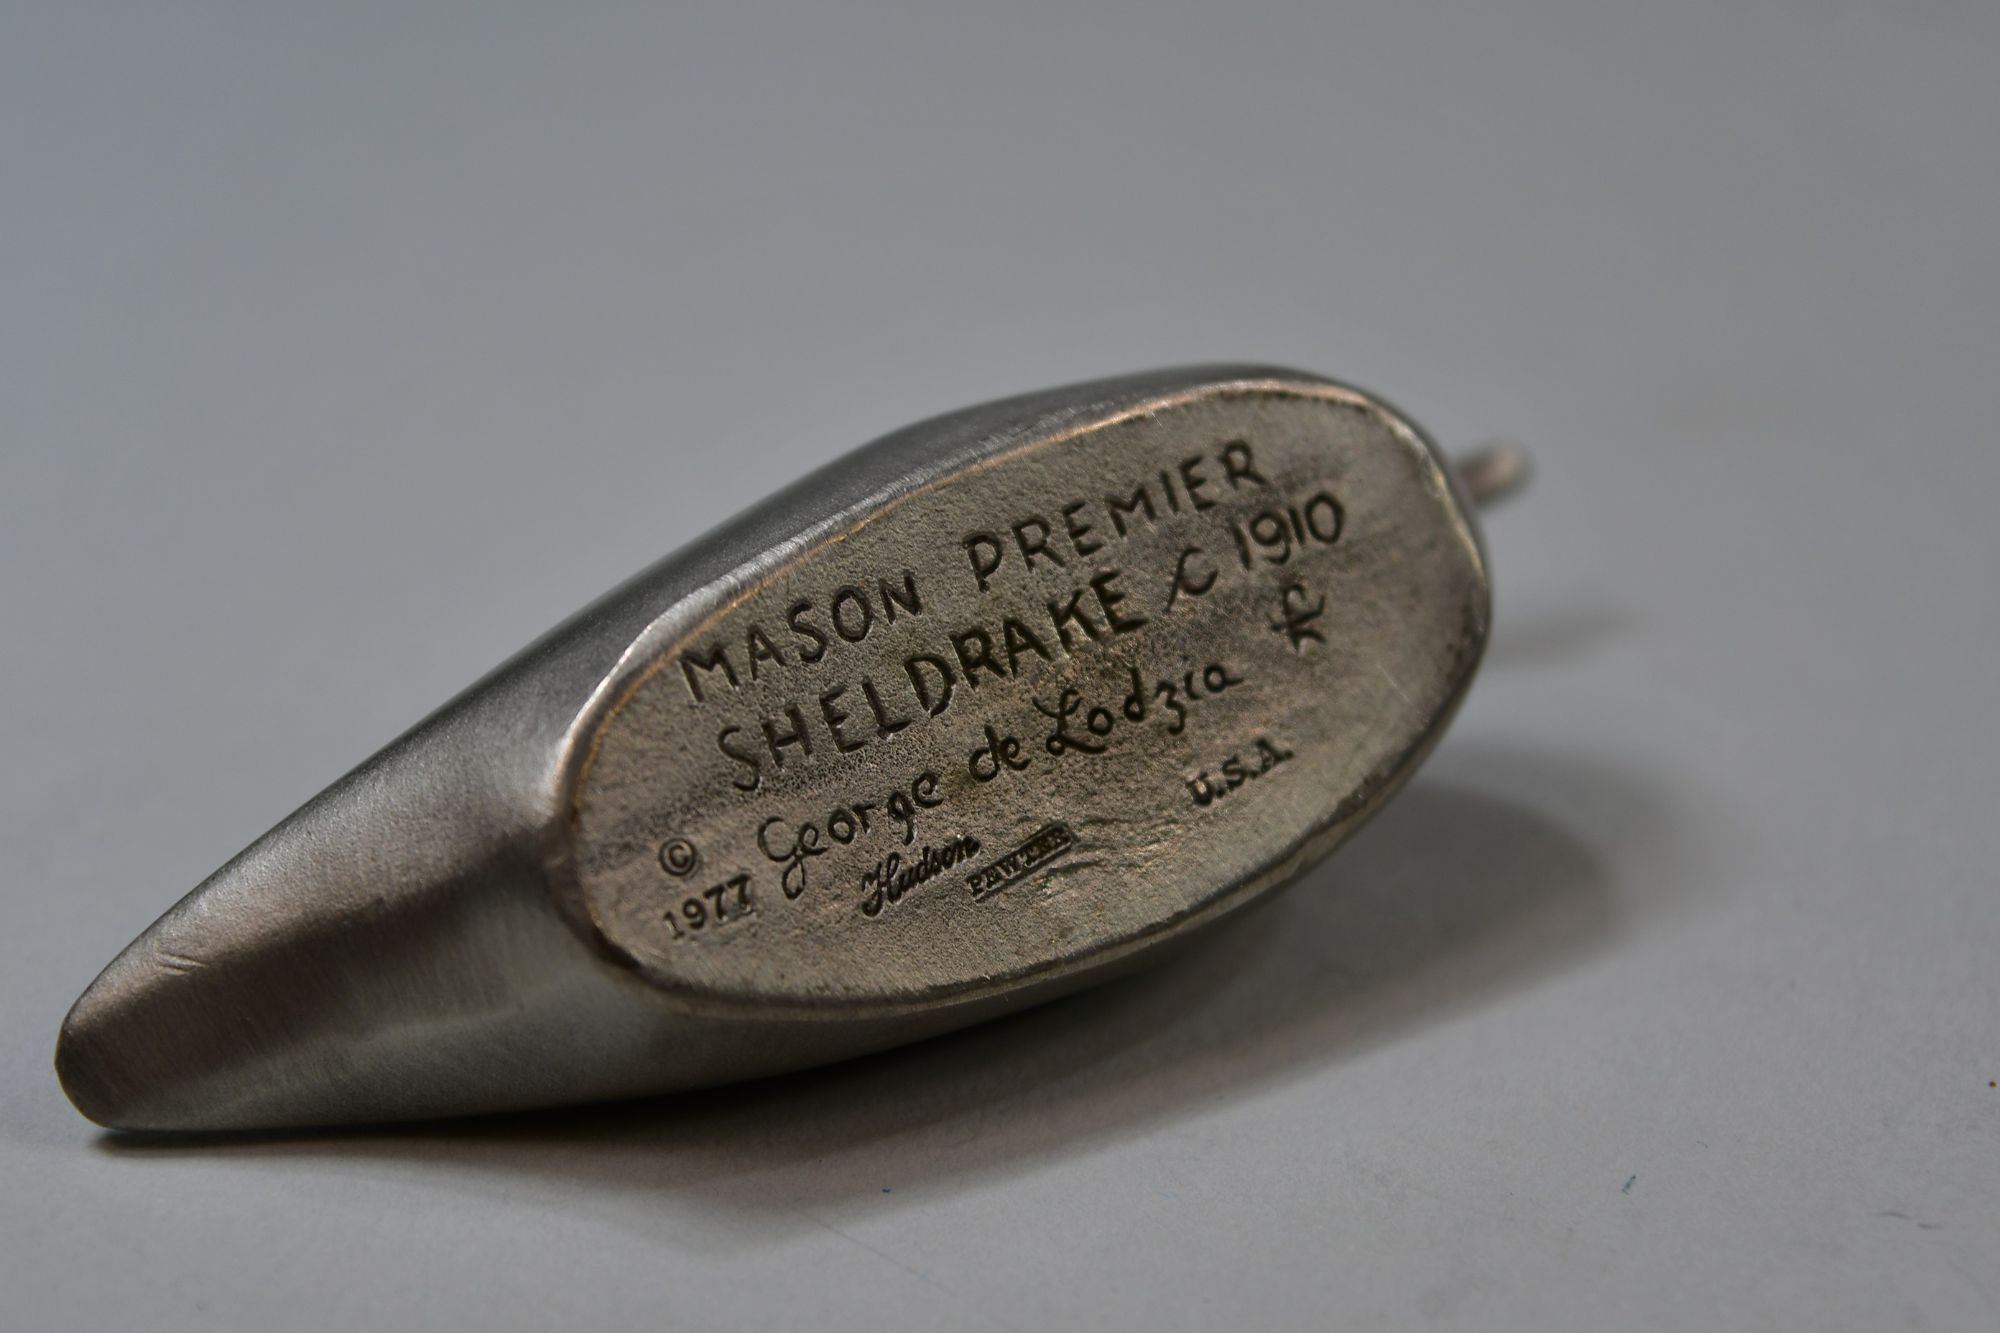 MASON PREMIER
SHELDRAKE C 1910
George de Lodzia
© 1977
Hudson PEWTER
U.S.A.